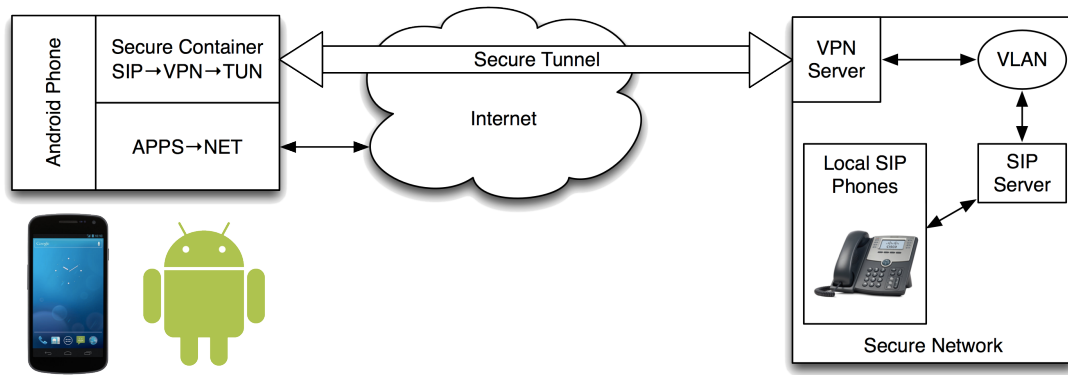 Android Phone
Secure Container
SIP→VPN→TUN
APPS→NET
Secure Tunnel
Internet
VPN
Server
VLAN
Local SIP
Phones
SIP
Server
Secure Network
Google